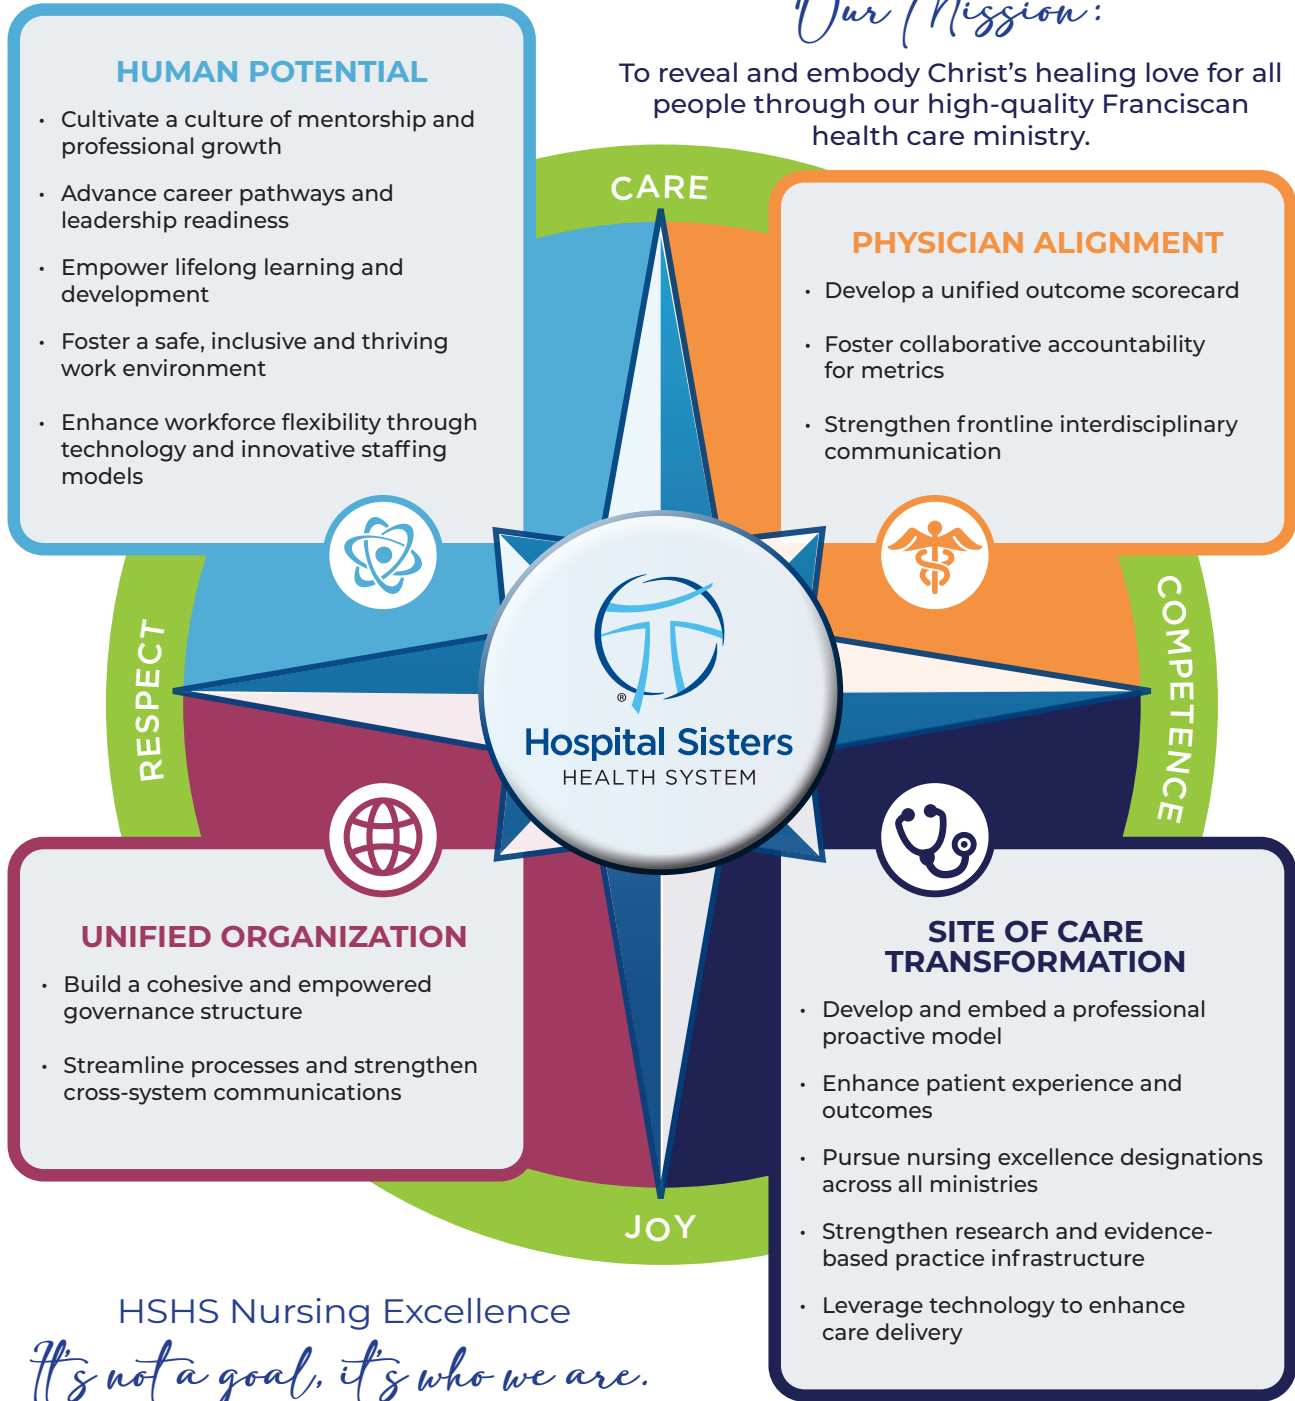 HUMAN POTENTIAL
• Cultivate a culture of mentorship and
professional growth
• Advance career pathways and
leadership readiness
• Empower lifelong learning and
development
• Foster a safe, inclusive and thriving
work environment
• Enhance workforce flexibility through
technology and innovative staffing
models
Our Mission:
To reveal and embody Christ's healing love for all
people through our high-quality Franciscan
health care ministry.
CARE
PHYSICIAN ALIGNMENT
• Develop a unified outcome scorecard
• Foster collaborative accountability
for metrics
• Strengthen frontline interdisciplinary
communication
RESPECT
COMPETENCE
®
Hospital Sisters
HEALTH SYSTEM
UNIFIED ORGANIZATION
• Build a cohesive and empowered
governance structure
• Streamline processes and strengthen
cross-system communications
SITE OF CARE
TRANSFORMATION
• Develop and embed a professional
proactive model
• Enhance patient experience and
outcomes
• Pursue nursing excellence designations
across all ministries
• Strengthen research and evidence-
based practice infrastructure
• Leverage technology to enhance
care delivery
JOY
HSHS Nursing Excellence
It's not a goal, it's who we are.